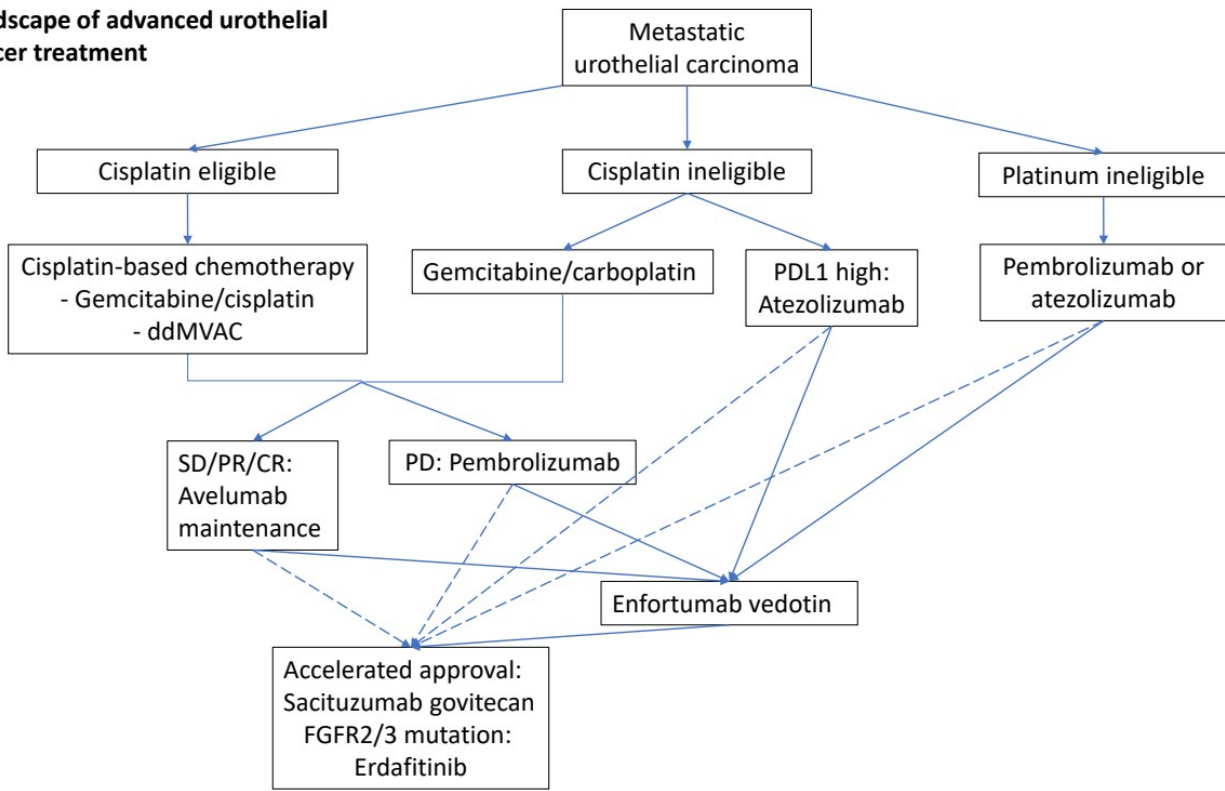 dscape of advanced urothelial
cer treatment
Metastatic
urothelial carcinoma
Cisplatin eligible
Cisplatin ineligible
Platinum ineligible
Cisplatin-based chemotherapy
- Gemcitabine/cisplatin
- ddMVAC
Gemcitabine/carboplatin
PDL1 high:
Atezolizumab
Pembrolizumab or
atezolizumab
SD/PR/CR:
Avelumab
maintenance
PD: Pembrolizumab
Enfortumab vedotin
Accelerated approval:
Sacituzumab govitecan
FGFR2/3 mutation:
Erdafitinib